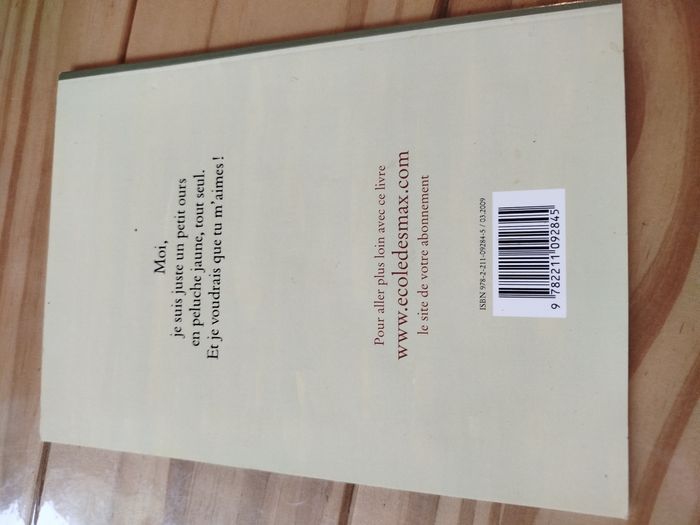 Moi,
je suis juste un petit ours
en peluche jaune, tout seul.
Et je voudrais que tu m'aimes !
Pour aller plus loin avec ce livre
www.ecoledesmax.com
le site de votre abonnement
ISBN 978-2-211-09284-5 / 03.2009
9 782211 092845